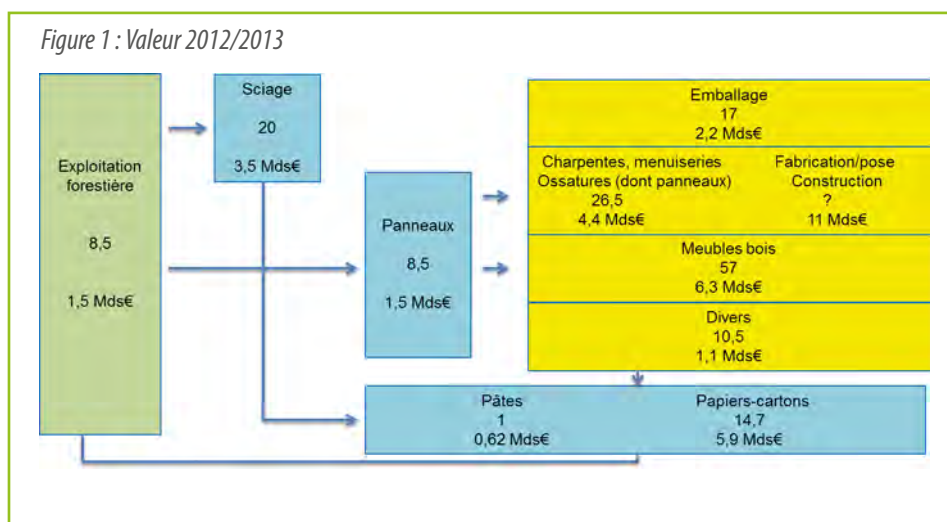 Figure 1 : Valeur 2012/2013
Exploitation
forestière
8,5
1,5 Mds€
Sciage
20
3,5 Mds€
Panneaux
8,5
1,5 Mds€
Emballage
17
2,2 Mds€
Charpentes, menuiseries
Ossatures (dont panneaux)
26,5
4,4 Mds€
Fabrication/pose
Construction
?
11 Mds€
Meubles bois
57
6,3 Mds€
Divers
10,5
1,1 Mds€
Pâtes
1
0,62 Mds€
Papiers-cartons
14,7
5,9 Mds€